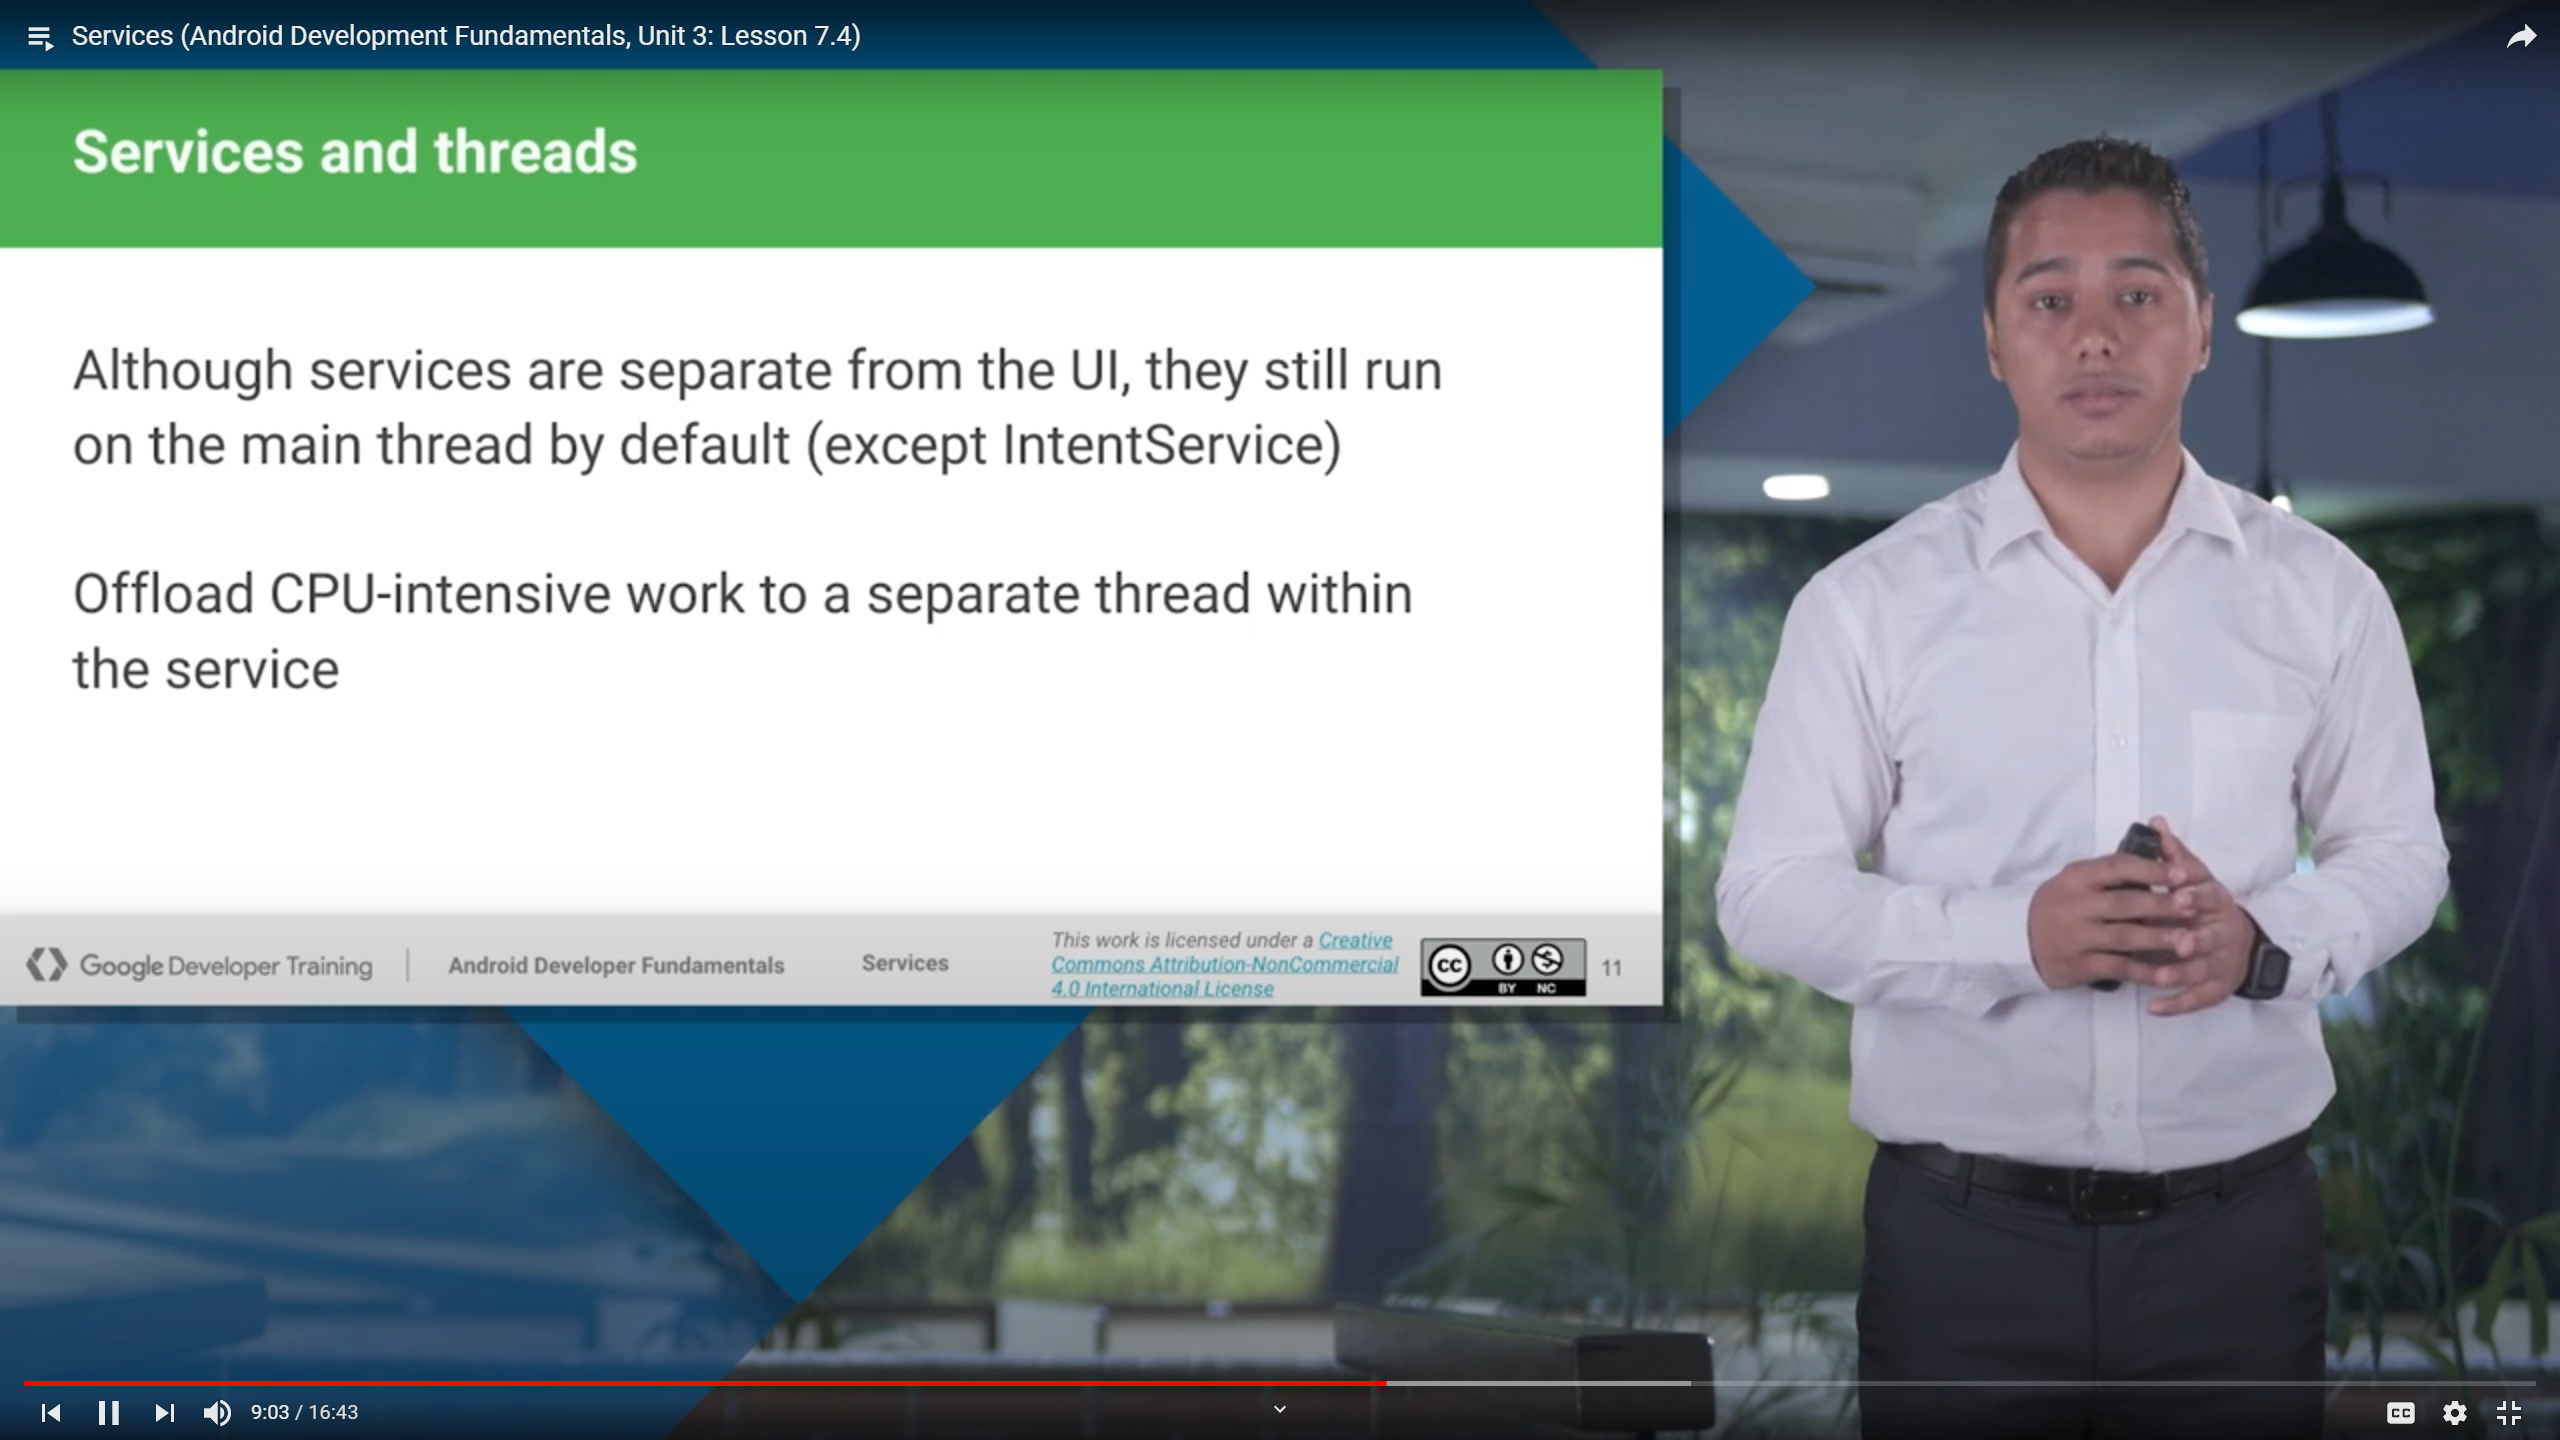 Services (Android Development Fundamentals, Unit 3: Lesson 7.4)
Services and threads
Although services are separate from the UI, they still run
on the main thread by default (except IntentService)
Offload CPU-intensive work to a separate thread within
the service
Google Developer Training
Android Developer Fundamentals
Services
This work is licensed under a Creative
Commons Attribution-NonCommercial
4.0 International License
CC
BY NC
11
9:03 / 16:43
CC